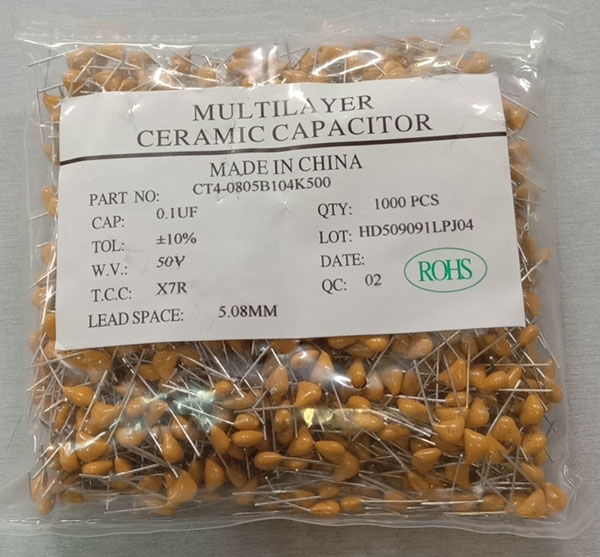 MULTILAYER
CERAMIC CAPACITOR
MADE IN CHINA
PART NO: CT4-0805B104K500
CAP: 0.1UF QTY: 1000 PCS
TOL: ±10% LOT: HD509091LPJ04
W.V.: 50V DATE:
T.C.C: X7R QC: 02 ROHS
LEAD SPACE: 5.08MM